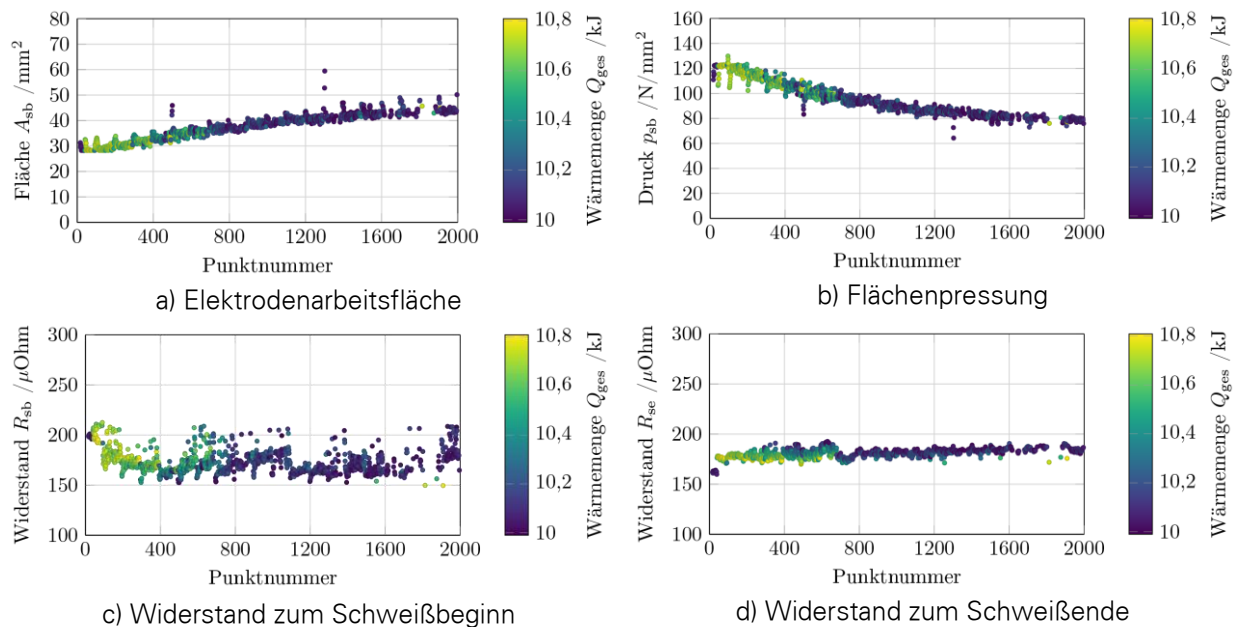 Fläche A_sb /mm²
80
70
60
50
40
30
20
10
0
0 400 800 1200 1600 2000
Punktnummer
10,8
10,6
10,4
10,2
10
Wärmemenge Q_ges /kJ
a) Elektrodenarbeitsfläche
Druck p_sb /N/mm²
160
140
120
100
80
60
40
20
0
0 400 800 1200 1600 2000
Punktnummer
10,8
10,6
10,4
10,2
10
Wärmemenge Q_ges /kJ
b) Flächenpressung
Widerstand R_sb /µOhm
300
250
200
150
100
0 400 800 1200 1600 2000
Punktnummer
10,8
10,6
10,4
10,2
10
Wärmemenge Q_ges /kJ
c) Widerstand zum Schweißbeginn
Widerstand R_se /µOhm
300
250
200
150
100
0 400 800 1200 1600 2000
Punktnummer
10,8
10,6
10,4
10,2
10
Wärmemenge Q_ges /kJ
d) Widerstand zum Schweißende